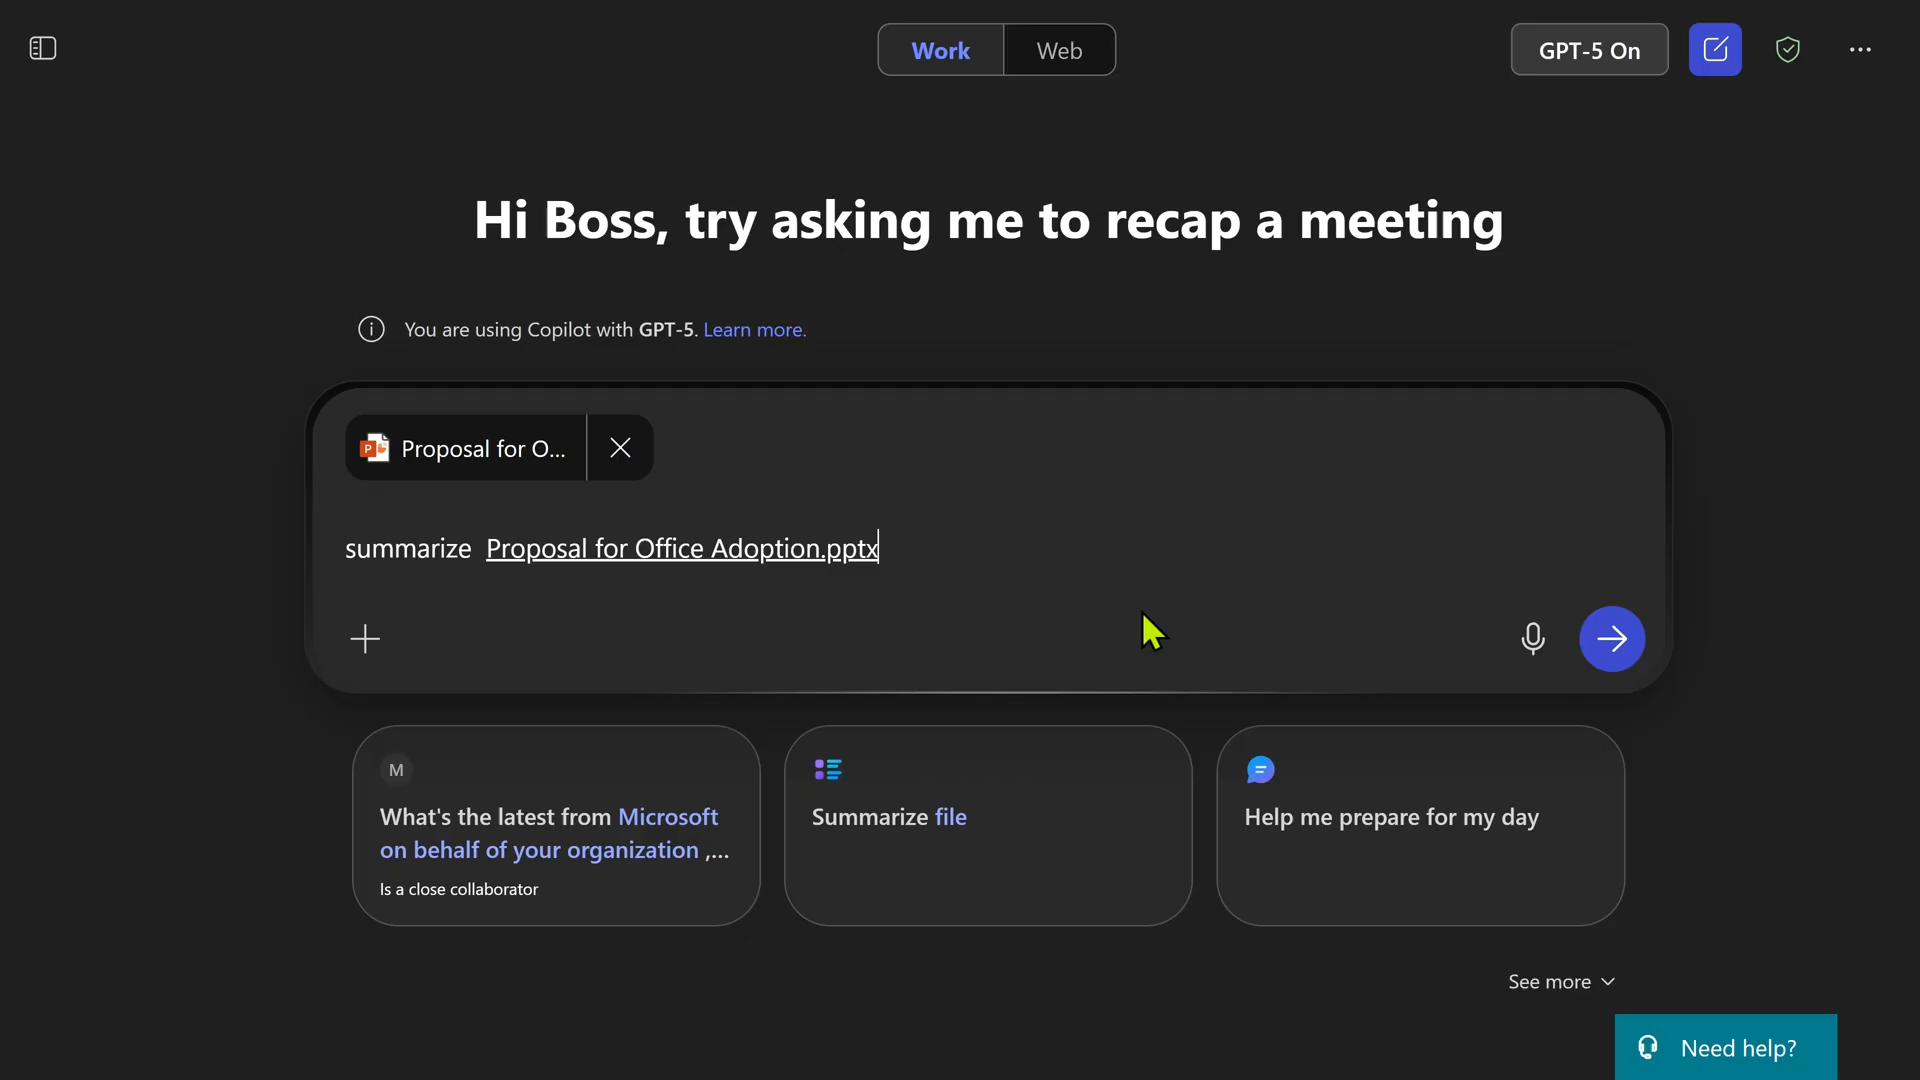 Work
Web
GPT-5 On
Hi Boss, try asking me to recap a meeting
You are using Copilot with GPT-5. Learn more.
P
Proposal for O...
summarize Proposal for Office Adoption.pptx
M
What's the latest from Microsoft
on behalf of your organization ,...
Is a close collaborator
Summarize file
Help me prepare for my day
See more
Need help?